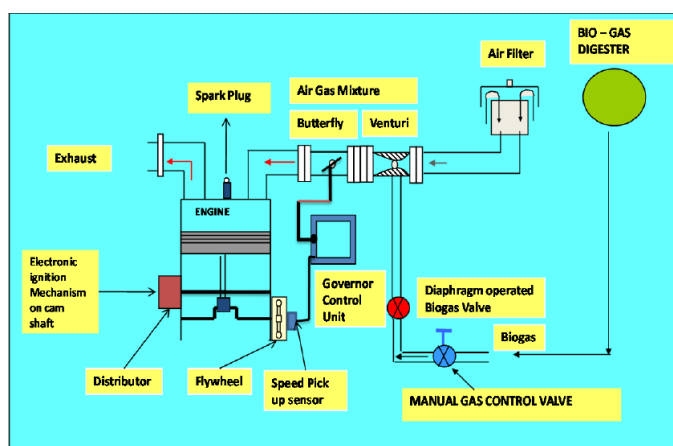 BIO – GAS
DIGESTER
Air Filter
Air Gas Mixture
Spark Plug
Butterfly
Venturi
Exhaust
ENGINE
Electronic
ignition
Mechanism
on cam
shaft
Governor
Control
Unit
Diaphragm operated
Biogas Valve
Biogas
Distributor
Flywheel
Speed Pick
up sensor
MANUAL GAS CONTROL VALVE